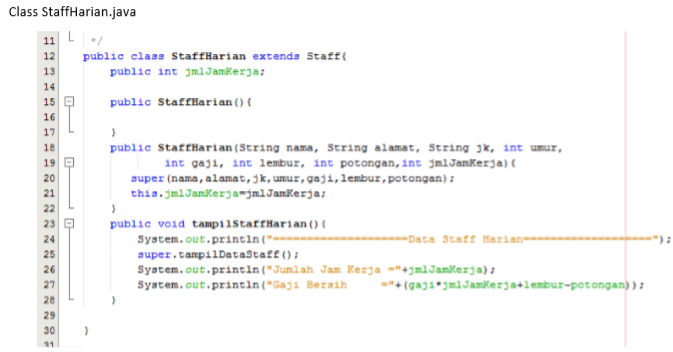 Class StaffHarian.java
11 */
12 public class StaffHarian extends Staff{
13 public int jmlJamKerja;
14
15 public StaffHarian(){
16
17 }
18 public StaffHarian(String nama, String alamat, String jk, int umur,
19 int gaji, int lembur, int potongan,int jmlJamKerja){
20 super(nama,alamat,jk,umur,gaji,lembur,potongan);
21 this.jmlJamKerja=jmlJamKerja;
22 }
23 public void tampilStaffHarian(){
24 System.out.println("====================Data Staff Harian===================");
25 super.tampilDataStaff();
26 System.out.println("Jumlah Jam Kerja ="+jmlJamKerja);
27 System.out.println("Gaji Bersih     ="+(gaji*jmlJamKerja+lembur-potongan));
28 }
29
30 }
31